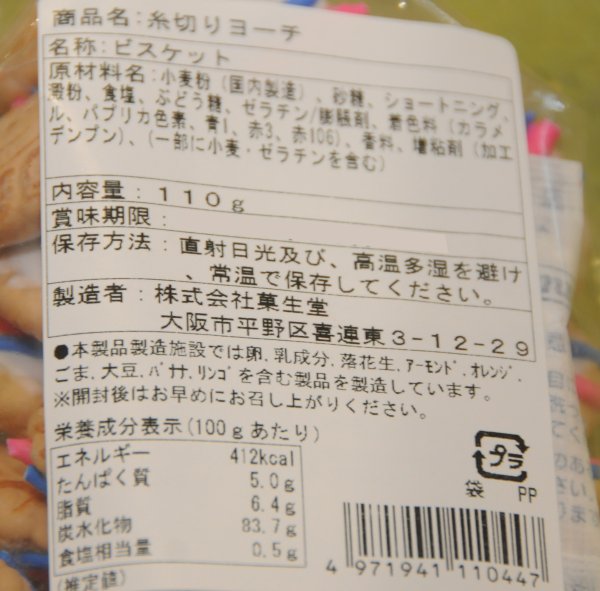 商品名：糸切りヨーチ
名称：ビスケット
原材料名：小麦粉（国内製造）、砂糖、ショートニング、
澱粉、食塩、ぶどう糖、ゼラチン/膨脹剤、着色料（カラメ
ル、パプリカ色素、青1、赤3、赤106）、香料、増粘剤（加工
デンプン）、（一部に小麦・ゼラチンを含む）
内容量：110g
賞味期限：
保存方法：直射日光及び、高温多湿を避け
、常温で保存してください。
製造者：株式会社菓生堂
大阪市平野区喜連東3-12-29
●本製品製造施設では卵、乳成分、落花生、アーモンド、オレンジ、
ごま、大豆、バナナ、リンゴを含む製品を製造しています。
※開封後はお早めにお召し上がりください。
栄養成分表示(100gあたり)
エネルギー 412kcal
たんぱく質 5.0g
脂質 6.4g
炭水化物 83.7g
食塩相当量 0.5g
(推定値)
プラ
袋 PP
4 971941 110447